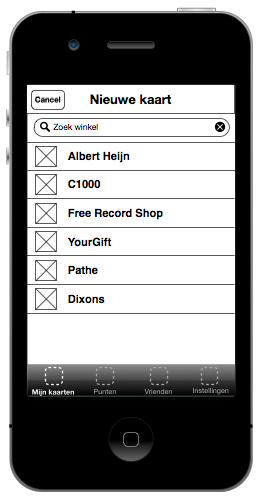 Cancel Nieuwe kaart
Zoek winkel
Albert Heijn
C1000
Free Record Shop
YourGift
Pathe
Dixons
Mijn kaarten Punten Vrienden Instellingen